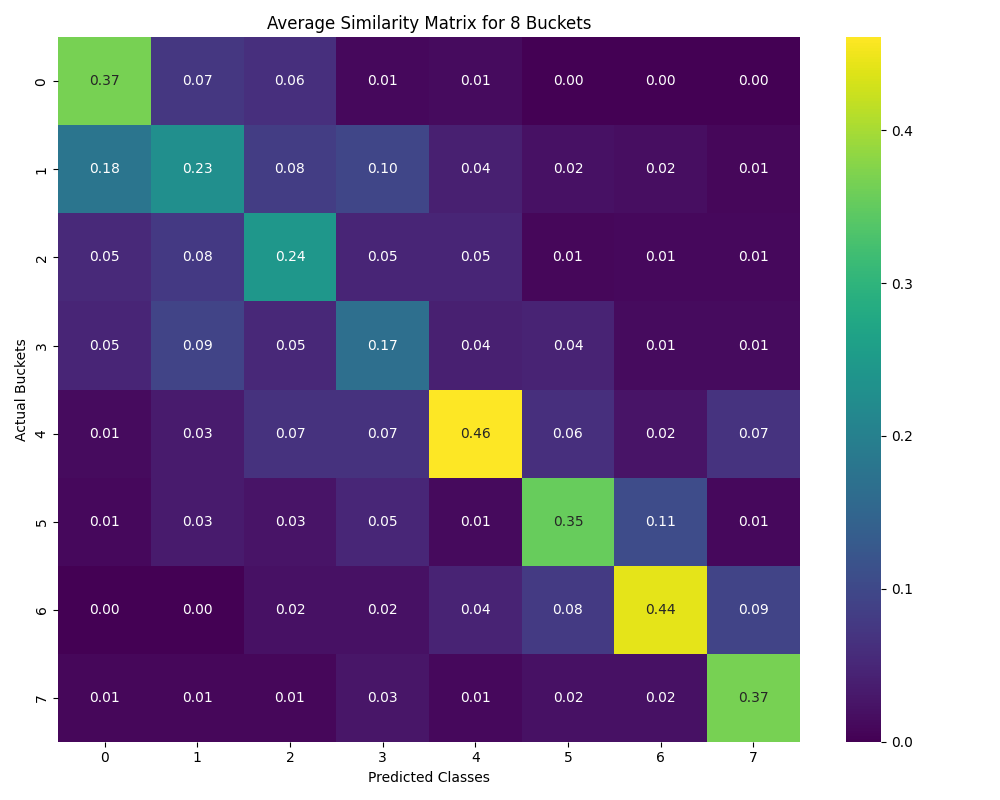 Average Similarity Matrix for 8 Buckets
Actual Buckets
0 0.37 0.07 0.06 0.01 0.01 0.00 0.00 0.00
1 0.18 0.23 0.08 0.10 0.04 0.02 0.02 0.01
2 0.05 0.08 0.24 0.05 0.05 0.01 0.01 0.01
3 0.05 0.09 0.05 0.17 0.04 0.04 0.01 0.01
4 0.01 0.03 0.07 0.07 0.46 0.06 0.02 0.07
5 0.01 0.03 0.03 0.05 0.01 0.35 0.11 0.01
6 0.00 0.00 0.02 0.02 0.04 0.08 0.44 0.09
7 0.01 0.01 0.01 0.03 0.01 0.02 0.02 0.37
0 1 2 3 4 5 6 7
Predicted Classes
0.4
0.3
0.2
0.1
0.0